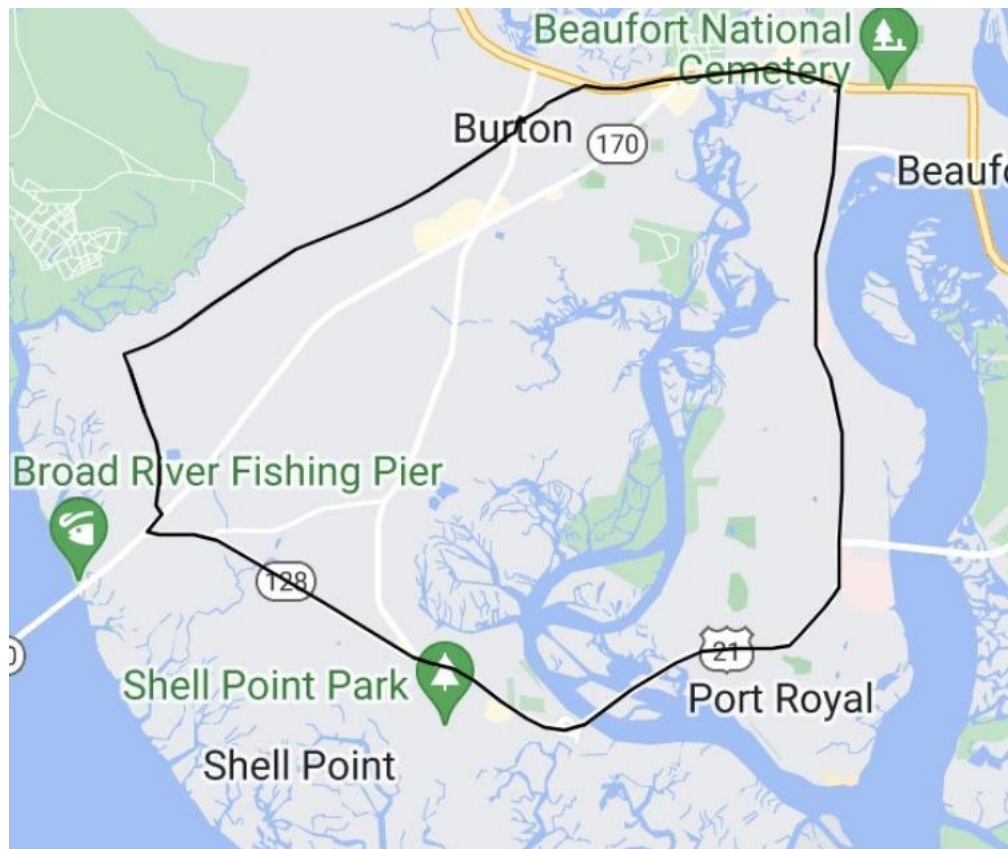 Beaufort National
Cemetery
Burton
170
Beaufo
Broad River Fishing Pier
128
0
21
Shell Point Park
Port Royal
Shell Point